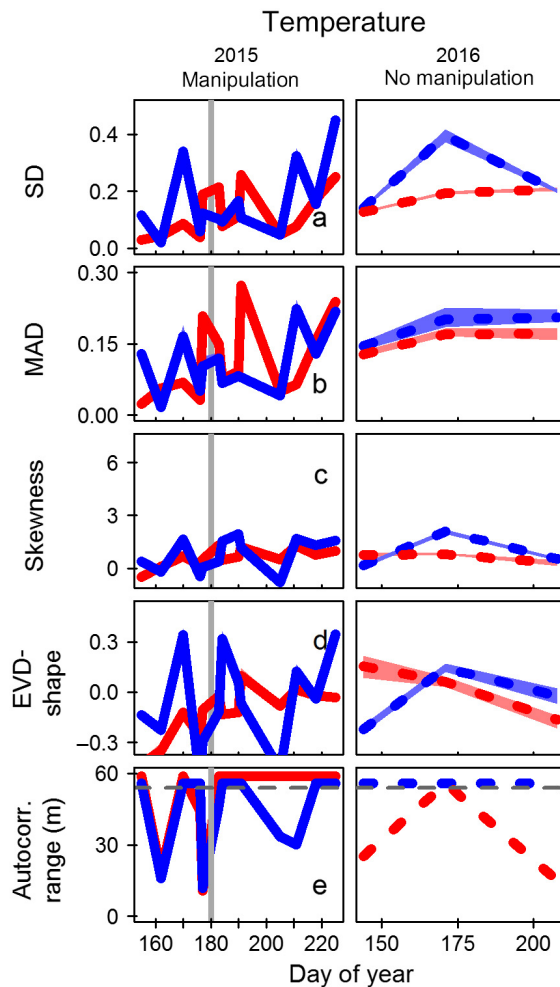 Temperature
2015
Manipulation
2016
No manipulation
SD
0.4
0.2
0.0
a
MAD
0.30
0.15
0.00
b
Skewness
6
3
0
c
EVD-
shape
0.3
0.0
−0.3
d
Autocorr.
range (m)
60
30
0
e
160 180 200 220
150 175 200
Day of year